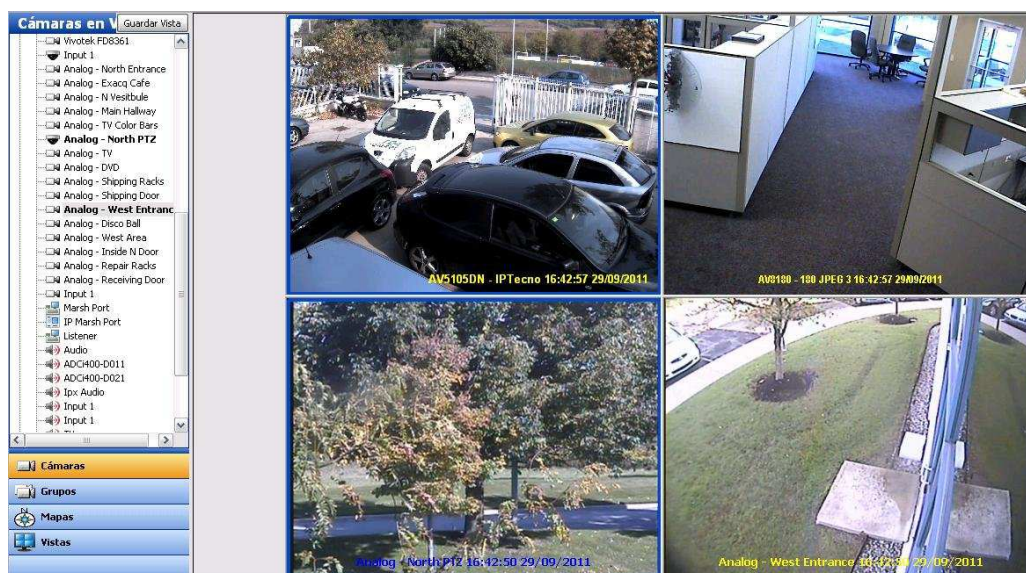 Cámaras en V
Guardar Vista
Vivotek FD8361
Input 1
Analog - North Entrance
Analog - Exacq Cafe
Analog - N Vesitbule
Analog - Main Hallway
Analog - TV Color Bars
Analog - North PTZ
Analog - TV
Analog - DVD
Analog - Shipping Racks
Analog - Shipping Door
Analog - West Entranc
Analog - Disco Ball
Analog - West Area
Analog - Inside N Door
Analog - Repair Racks
Analog - Receiving Door
Input 1
Marsh Port
IP Marsh Port
Listener
Audio
ADCi400-D011
ADCi400-D021
Ipx Audio
Input 1
Input 1
Cámaras
Grupos
Mapas
Vistas
AV5105DN - IPTecno 16:42:57 29/09/2011
AV8180 - 180 JPEG 3 16:42:57 29/09/2011
Analog - North PTZ 16:42:50 29/09/2011
Analog - West Entrance 29/09/2011